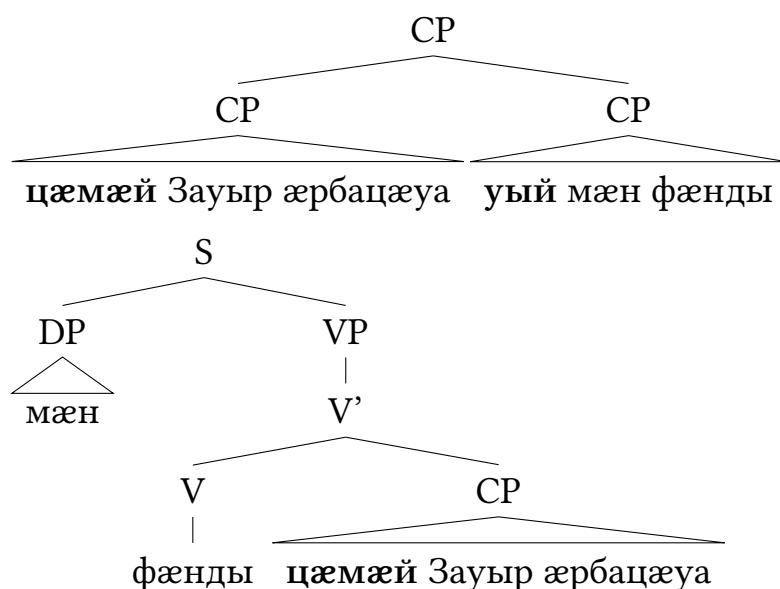 CP
CP CP
цæмæй Зауыр æрбацæуа уый мæн фæнды
S
DP VP
мæн V'
V CP
фæнды цæмæй Зауыр æрбацæуа